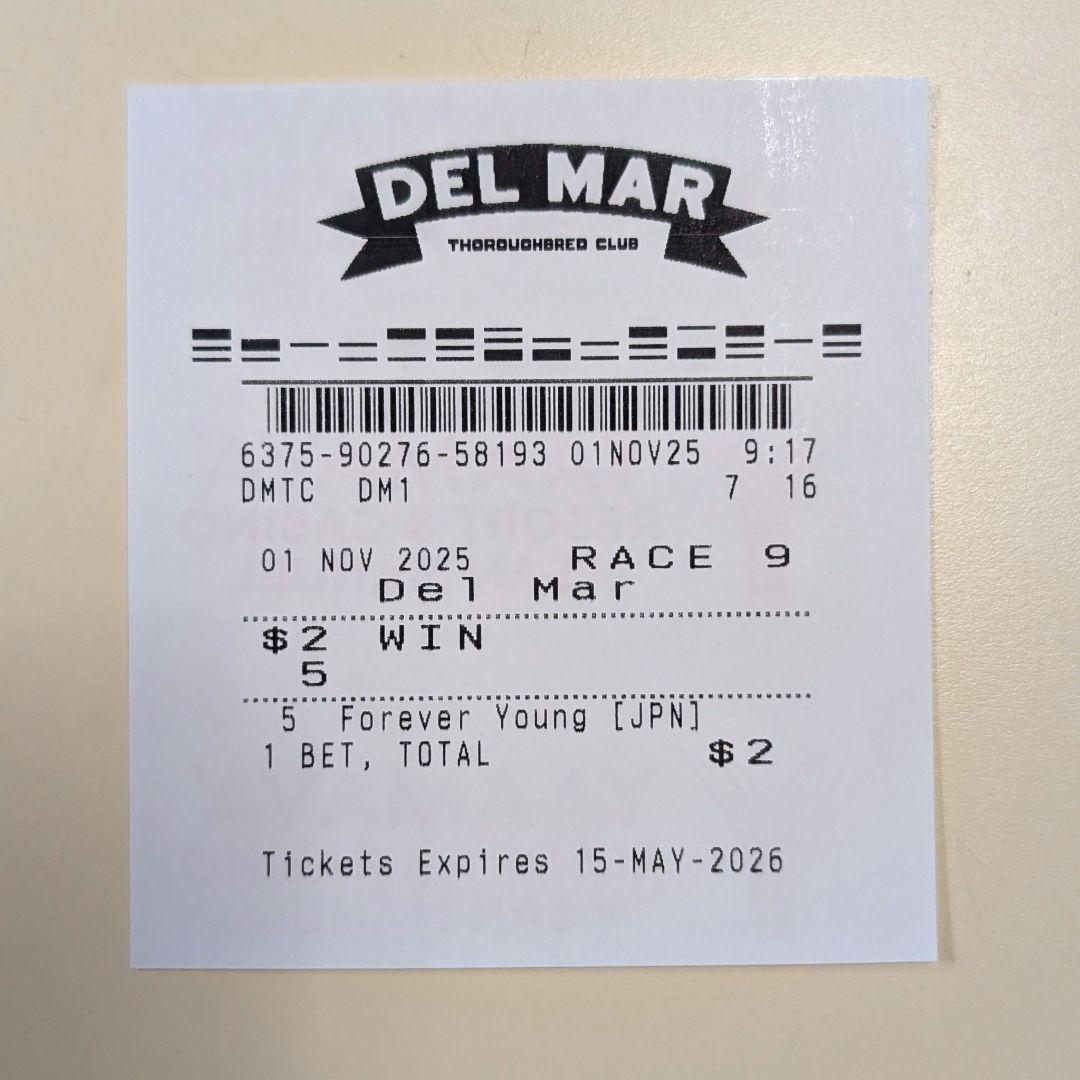 DEL MAR
THOROUGHBRED CLUB
6375-90276-58193 01NOV25 9:17
DMTC DM1 7 16
01 NOV 2025 RACE 9
Del Mar
$2 WIN
5
5 Forever Young [JPN]
1 BET, TOTAL $2
Tickets Expires 15-MAY-2026